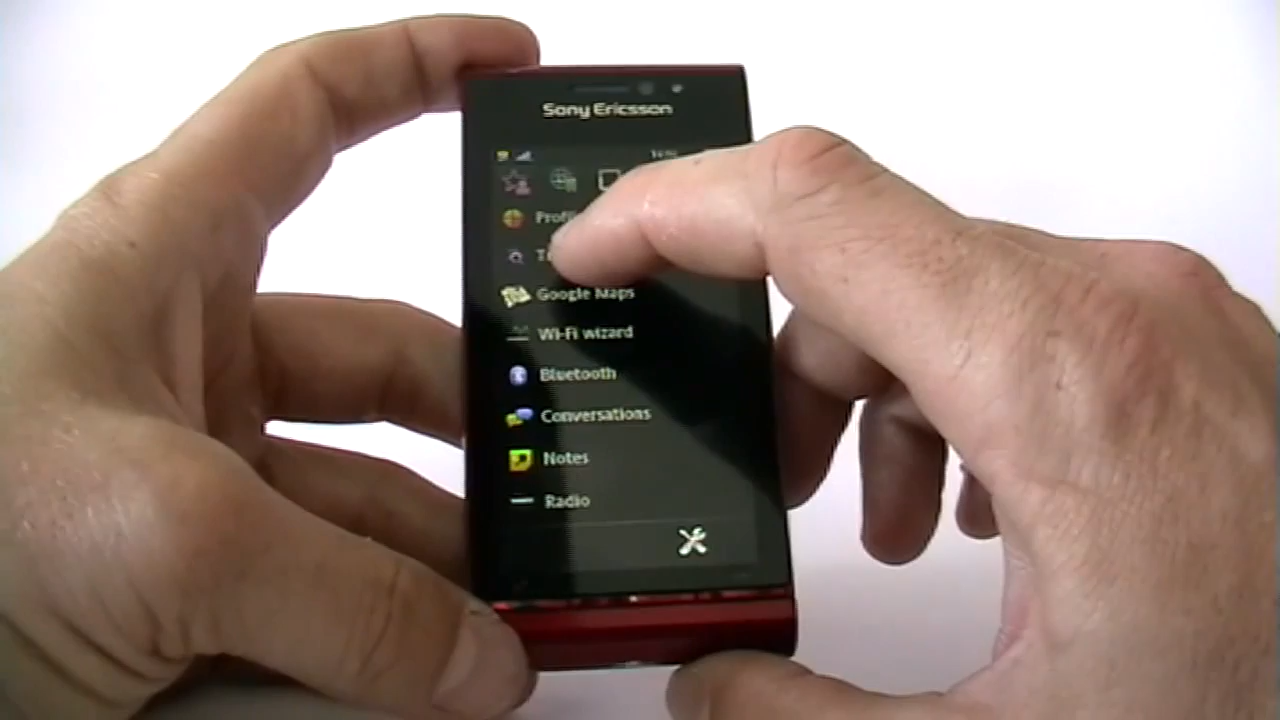 Sony Ericsson
Google Maps
Wi-Fi wizard
Bluetooth
Conversations
Notes
Radio